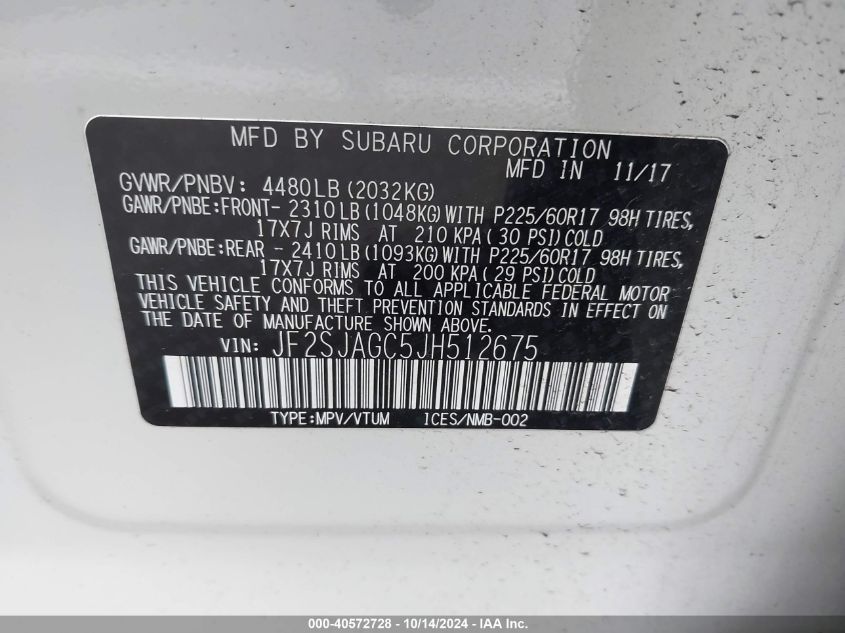 MFD BY SUBARU CORPORATION
MFD IN 11/17
GVWR/PNBV: 4480LB (2032KG)
GAWR/PNBE:FRONT- 2310LB (1048KG) WITH P225/60R17 98H TIRES,
17X7J RIMS AT 210 KPA (30 PSI) COLD
GAWR/PNBE:REAR - 2410LB (1093KG) WITH P225/60R17 98H TIRES,
17X7J RIMS AT 200 KPA (29 PSI) COLD
THIS VEHICLE CONFORMS TO ALL APPLICABLE FEDERAL MOTOR
VEHICLE SAFETY AND THEFT PREVENTION STANDARDS IN EFFECT ON
THE DATE OF MANUFACTURE SHOWN ABOVE.
VIN: JF2SJAGC5JH512675
TYPE:MPV/VTUM ICES/NMB-002
000-40572728 - 10/14/2024 - IAA Inc.